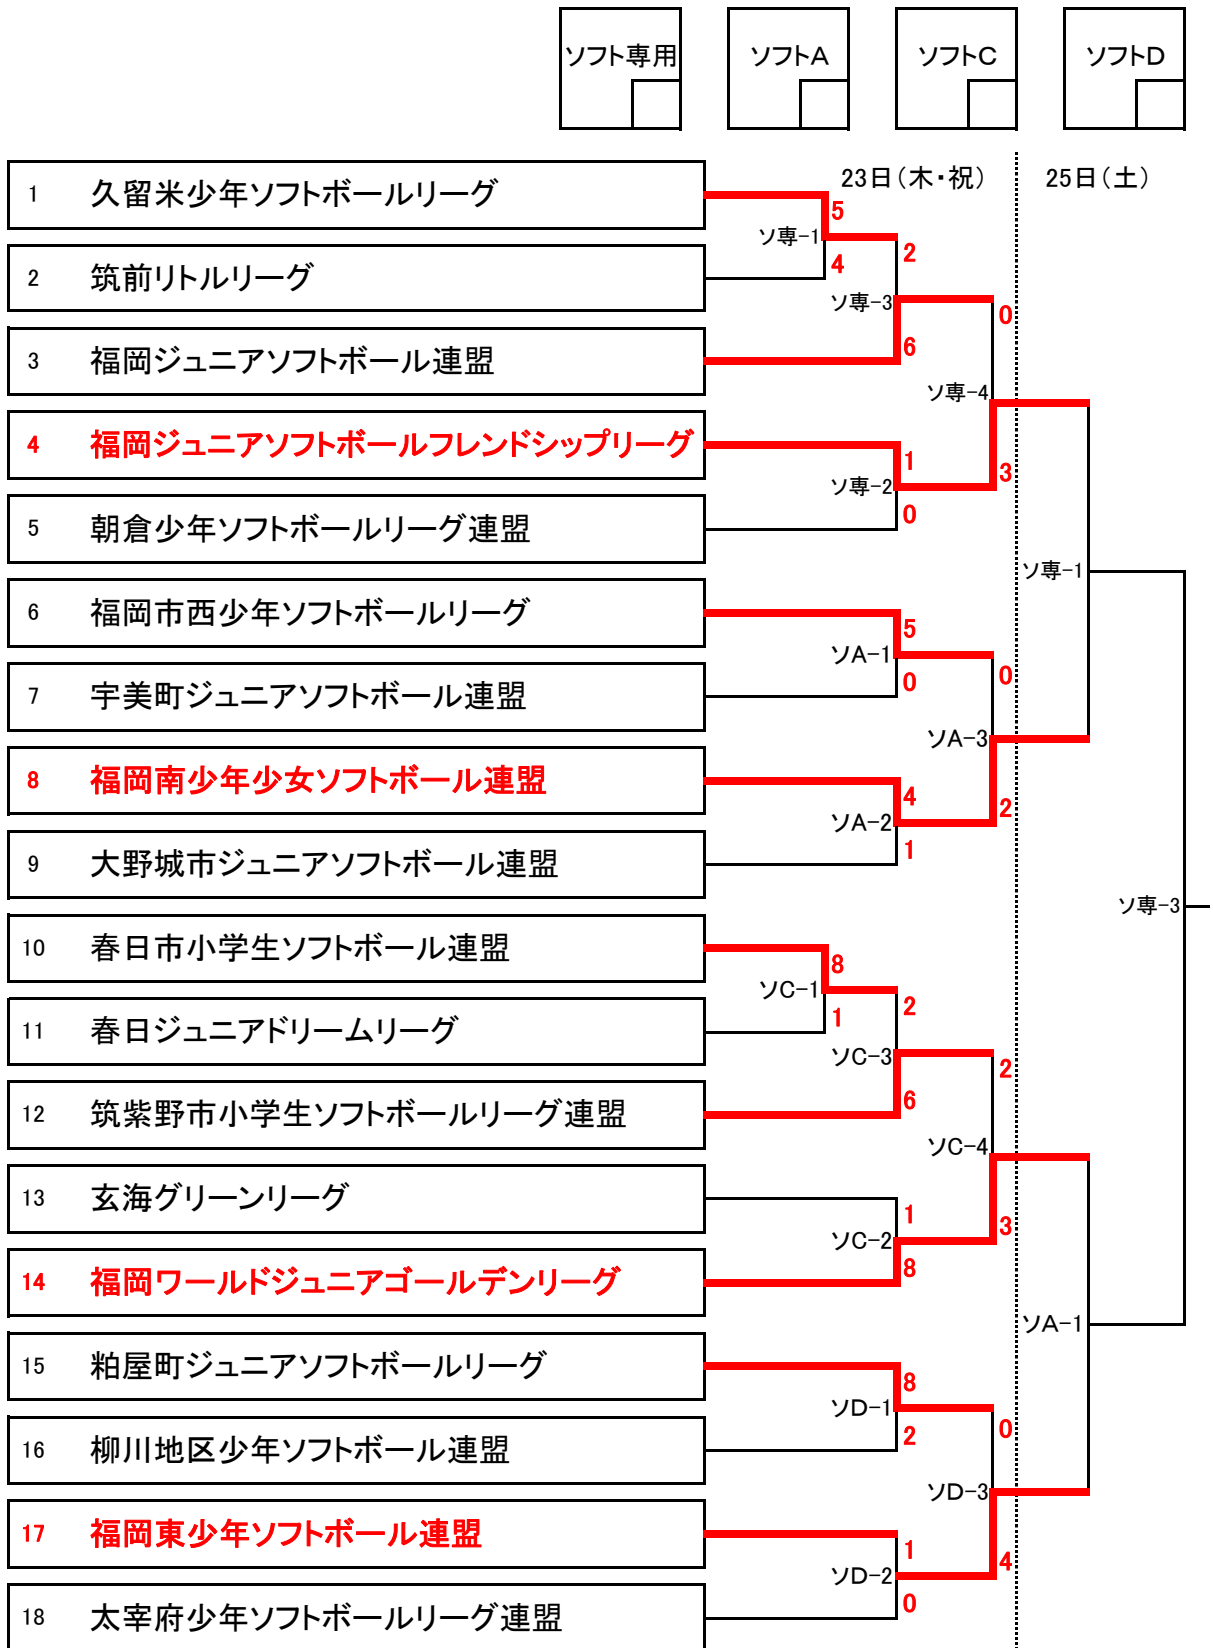 ソフト専用 ソフトA ソフトC ソフトD
23日(木・祝) 25日(土)
1 久留米少年ソフトボールリーグ
5
ソ専-1
2
4
2 筑前リトルリーグ
ソ専-3
0
6
3 福岡ジュニアソフトボール連盟
ソ専-4
4 福岡ジュニアソフトボールフレンドシップリーグ
1
3
ソ専-2
0
5 朝倉少年ソフトボールリーグ連盟
ソ専-1
6 福岡市西少年ソフトボールリーグ
5
ソA-1
0
0
7 宇美町ジュニアソフトボール連盟
ソA-3
8 福岡南少年少女ソフトボール連盟
4
2
ソA-2
1
9 大野城市ジュニアソフトボール連盟
ソ専-3
10 春日市小学生ソフトボール連盟
8
ソC-1
2
1
11 春日ジュニアドリームリーグ
ソC-3
2
6
12 筑紫野市小学生ソフトボールリーグ連盟
ソC-4
13 玄海グリーンリーグ
1
3
ソC-2
8
14 福岡ワールドジュニアゴールデンリーグ
ソA-1
15 粕屋町ジュニアソフトボールリーグ
8
ソD-1
0
2
16 柳川地区少年ソフトボール連盟
ソD-3
17 福岡東少年ソフトボール連盟
1
4
ソD-2
0
18 太宰府少年ソフトボールリーグ連盟